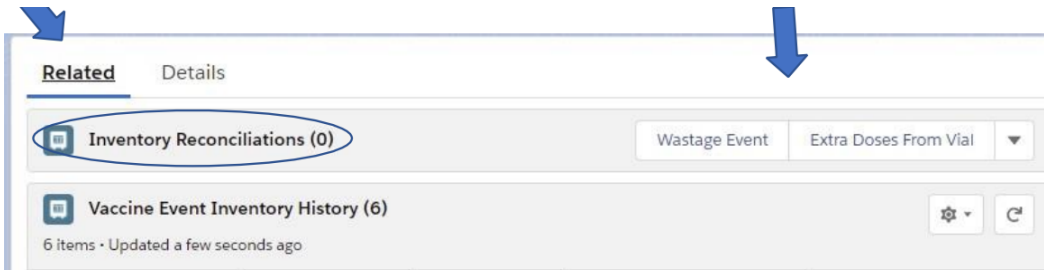 Related Details
Inventory Reconciliations (0) Wastage Event Extra Doses From Vial
Vaccine Event Inventory History (6)
6 items • Updated a few seconds ago